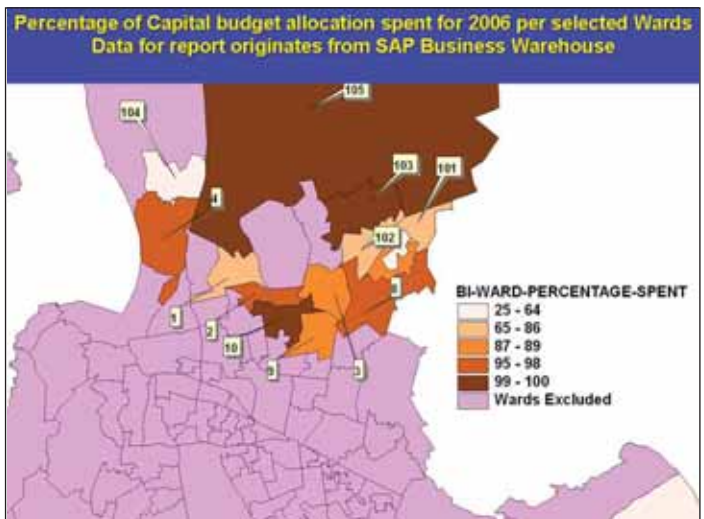 Percentage of Capital budget allocation spent for 2006 per selected Wards
Data for report originates from SAP Business Warehouse
105
104
103
101
4
102
8
1
2
10
9
3
BI-WARD-PERCENTAGE-SPENT
25 - 64
65 - 86
87 - 89
95 - 98
99 - 100
Wards Excluded